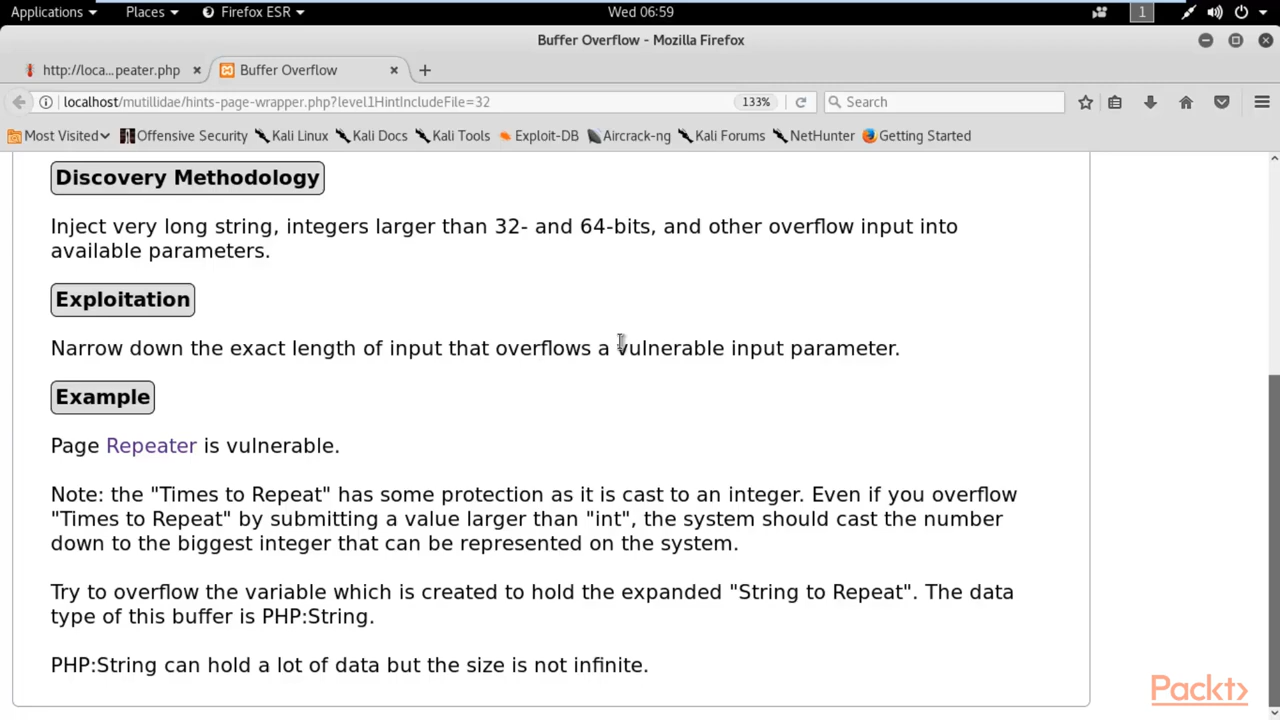 Applications Places Firefox ESR Wed 06:59 1
Buffer Overflow - Mozilla Firefox
http://loca...peater.php Buffer Overflow
localhost/mutillidae/hints-page-wrapper.php?level1HintIncludeFile=32 133% Search
Most Visited Offensive Security Kali Linux Kali Docs Kali Tools Exploit-DB Aircrack-ng Kali Forums NetHunter Getting Started
Discovery Methodology
Inject very long string, integers larger than 32- and 64-bits, and other overflow input into
available parameters.
Exploitation
Narrow down the exact length of input that overflows a vulnerable input parameter.
Example
Page Repeater is vulnerable.
Note: the "Times to Repeat" has some protection as it is cast to an integer. Even if you overflow
"Times to Repeat" by submitting a value larger than "int", the system should cast the number
down to the biggest integer that can be represented on the system.
Try to overflow the variable which is created to hold the expanded "String to Repeat". The data
type of this buffer is PHP:String.
PHP:String can hold a lot of data but the size is not infinite.
Packt